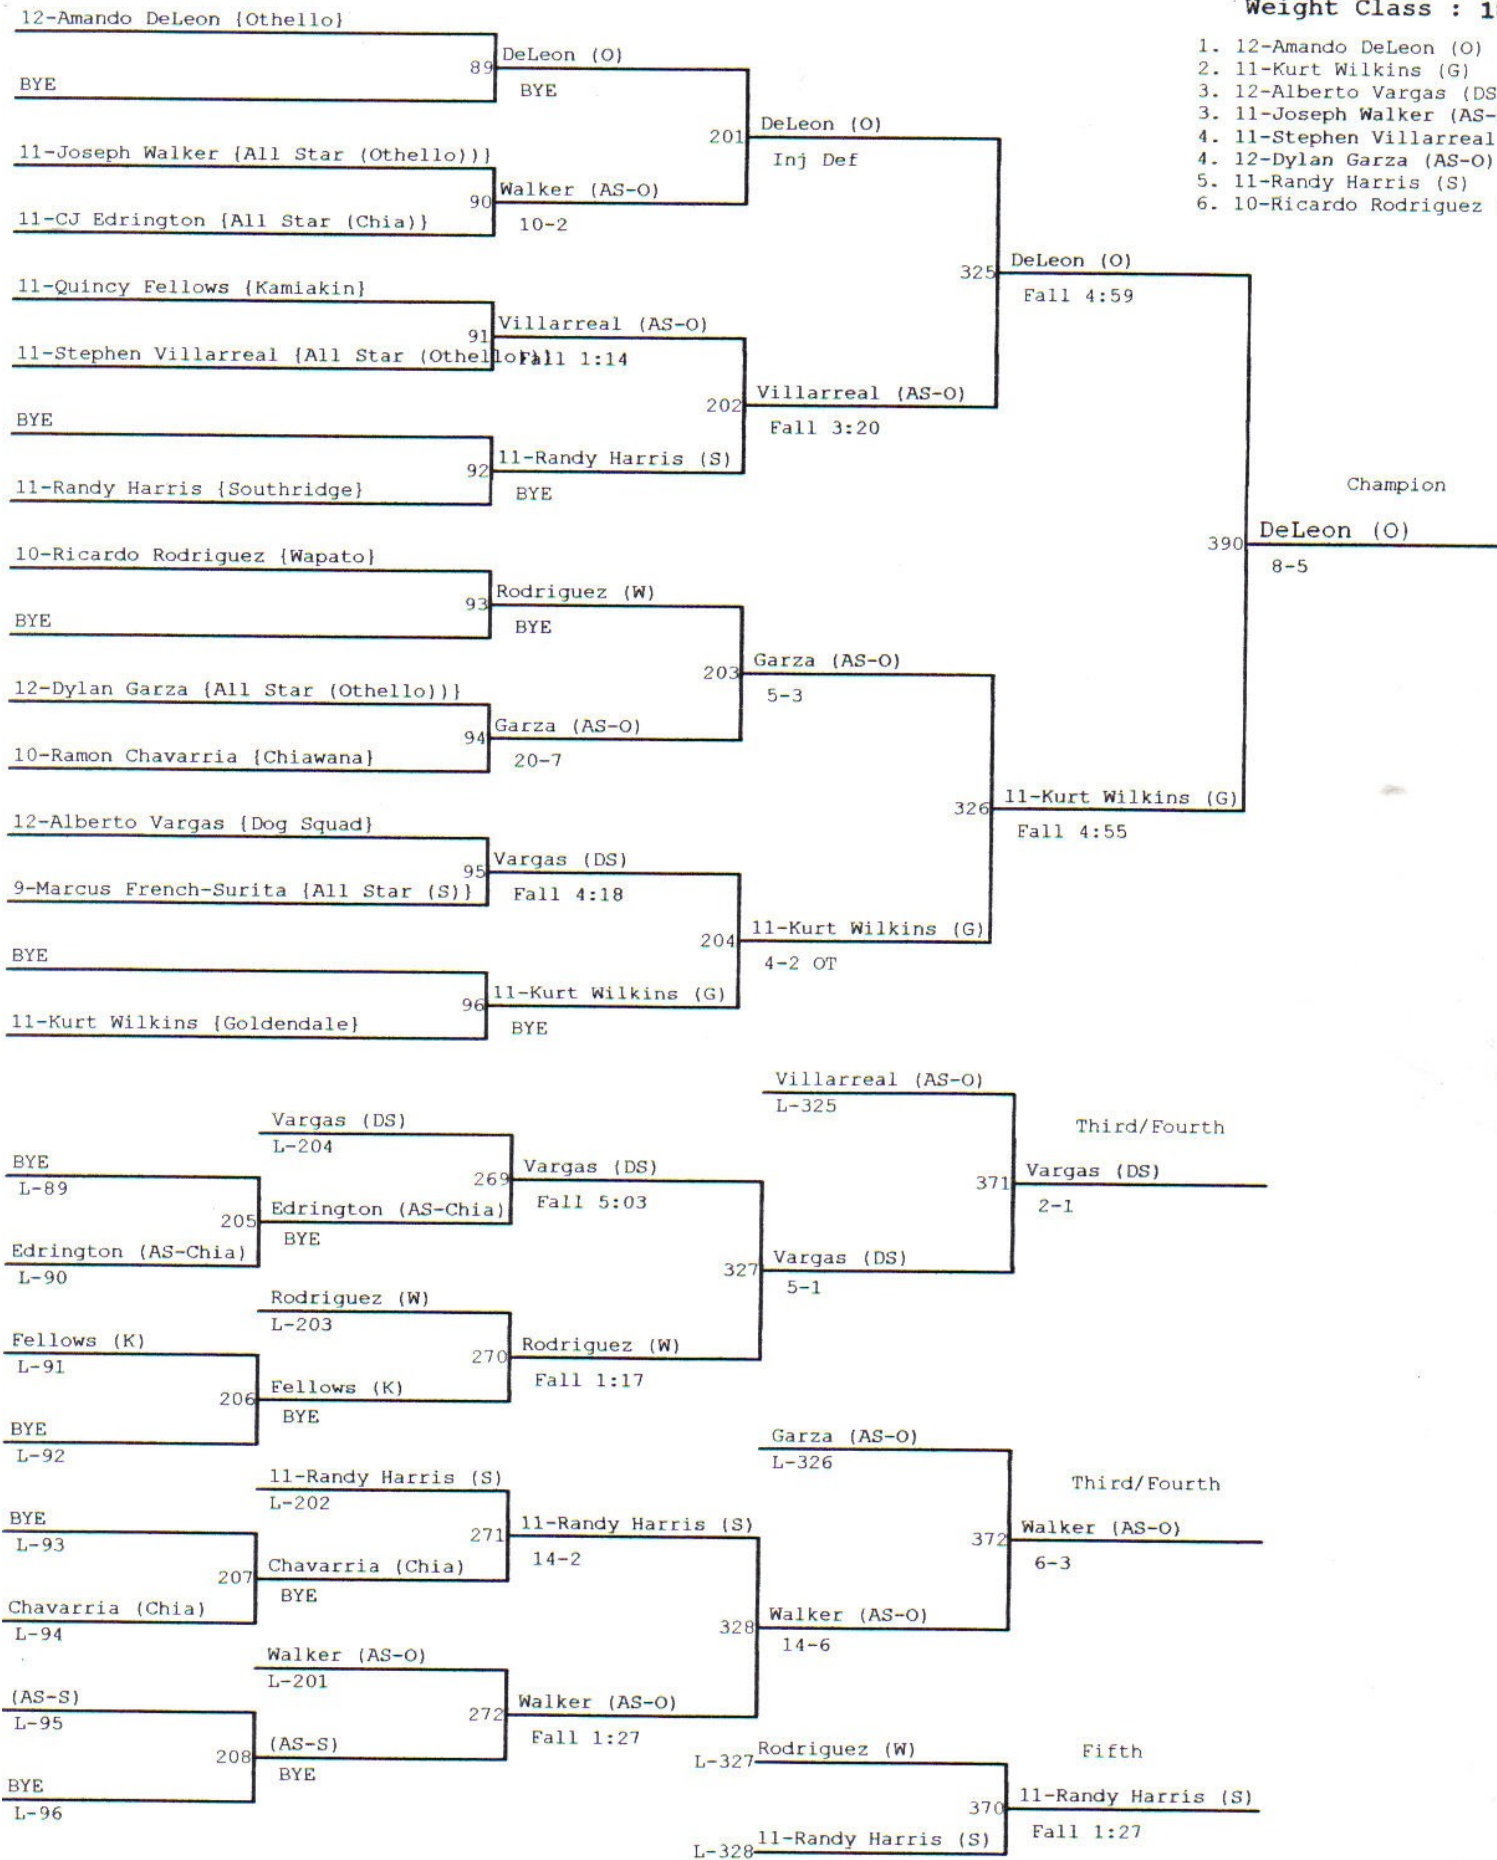 12-Amando DeLeon {Othello}
Weight Class : 1
1. 12-Amando DeLeon (O)
2. 11-Kurt Wilkins (G)
3. 12-Alberto Vargas (DS
3. 11-Joseph Walker (AS-
4. 11-Stephen Villarreal
4. 12-Dylan Garza (AS-O)
5. 11-Randy Harris (S)
6. 10-Ricardo Rodriguez
89
DeLeon (O)
BYE
BYE
201
DeLeon (O)
Inj Def
11-Joseph Walker {All Star (Othello))}
90
Walker (AS-O)
10-2
11-CJ Edrington {All Star (Chia)}
325
DeLeon (O)
Fall 4:59
11-Quincy Fellows {Kamiakin}
91
Villarreal (AS-O)
Fall 1:14
11-Stephen Villarreal {All Star (Othello))}
202
Villarreal (AS-O)
Fall 3:20
BYE
92
11-Randy Harris (S)
BYE
11-Randy Harris {Southridge}
Champion
390
DeLeon (O)
8-5
10-Ricardo Rodriguez {Wapato}
93
Rodriguez (W)
BYE
BYE
203
Garza (AS-O)
5-3
12-Dylan Garza {All Star (Othello))}
94
Garza (AS-O)
20-7
10-Ramon Chavarria {Chiawana}
326
11-Kurt Wilkins (G)
Fall 4:55
12-Alberto Vargas {Dog Squad}
95
Vargas (DS)
Fall 4:18
9-Marcus French-Surita {All Star (S)}
204
11-Kurt Wilkins (G)
4-2 OT
BYE
96
11-Kurt Wilkins (G)
BYE
11-Kurt Wilkins {Goldendale}
Villarreal (AS-O)
L-325
Third/Fourth
Vargas (DS)
L-204
BYE
L-89
269
Vargas (DS)
Fall 5:03
371
Vargas (DS)
2-1
205
Edrington (AS-Chia)
BYE
Edrington (AS-Chia)
L-90
327
Vargas (DS)
5-1
Rodriguez (W)
L-203
Fellows (K)
L-91
270
Rodriguez (W)
Fall 1:17
206
Fellows (K)
BYE
BYE
L-92
Garza (AS-O)
L-326
Third/Fourth
11-Randy Harris (S)
L-202
BYE
L-93
271
11-Randy Harris (S)
14-2
372
Walker (AS-O)
6-3
207
Chavarria (Chia)
BYE
Chavarria (Chia)
L-94
328
Walker (AS-O)
14-6
Walker (AS-O)
L-201
(AS-S)
L-95
272
Walker (AS-O)
Fall 1:27
208
(AS-S)
BYE
BYE
L-96
L-327
Rodriguez (W)
Fifth
370
11-Randy Harris (S)
Fall 1:27
L-328
11-Randy Harris (S)